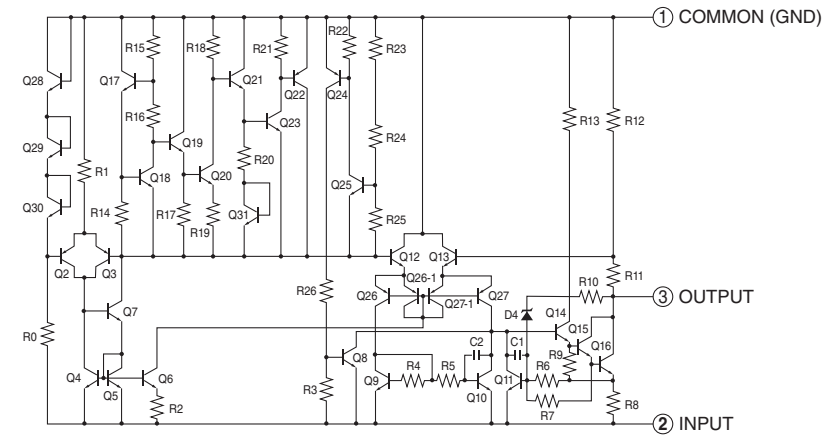 ① COMMON (GND)
R15
R18
R21
R22
R23
Q28
Q17
Q21
Q22
Q24
R16
R13
R12
Q29
Q19
Q23
R24
R1
Q18
Q20
R20
Q25
Q30
R14
R17
R19
Q31
R25
Q2
Q3
Q12
Q13
R11
Q26-1
R10
③ OUTPUT
R26
Q26
Q27-1
Q27
D4
Q14
Q7
Q15
R0
Q8
C2
C1
R9
Q16
Q4
Q5
Q6
R4
R5
R6
R3
Q9
Q10
Q11
R2
R7
R8
② INPUT